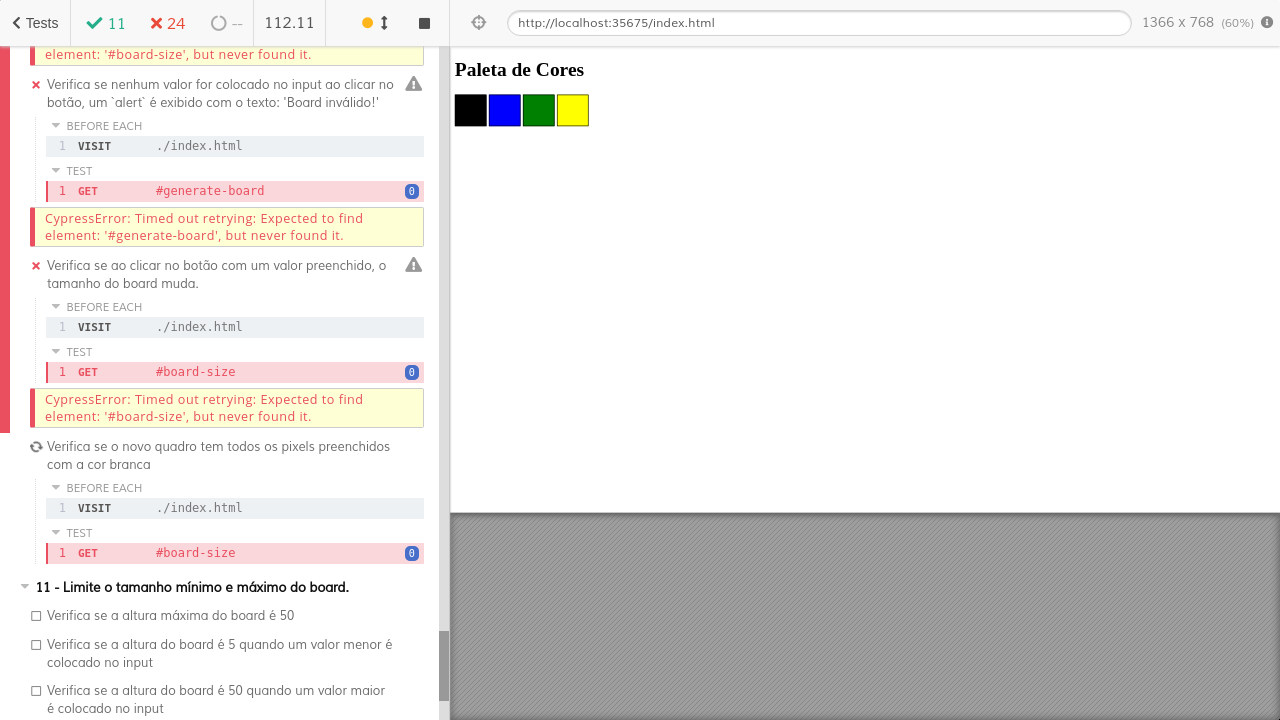 Tests
11
24
--
112.11
http://localhost:35675/index.html
1366 x 768 (60%)
element: '#board-size', but never found it.
Verifica se nenhum valor for colocado no input ao clicar no
botão, um `alert` é exibido com o texto: 'Board inválido!'
BEFORE EACH
1 VISIT ./index.html
TEST
1 GET #generate-board 0
CypressError: Timed out retrying: Expected to find
element: '#generate-board', but never found it.
Verifica se ao clicar no botão com um valor preenchido, o
tamanho do board muda.
BEFORE EACH
1 VISIT ./index.html
TEST
1 GET #board-size 0
CypressError: Timed out retrying: Expected to find
element: '#board-size', but never found it.
Verifica se o novo quadro tem todos os pixels preenchidos
com a cor branca
BEFORE EACH
1 VISIT ./index.html
TEST
1 GET #board-size 0
11 - Limite o tamanho mínimo e máximo do board.
Verifica se a altura máxima do board é 50
Verifica se a altura do board é 5 quando um valor menor é
colocado no input
Verifica se a altura do board é 50 quando um valor maior
é colocado no input
Paleta de Cores